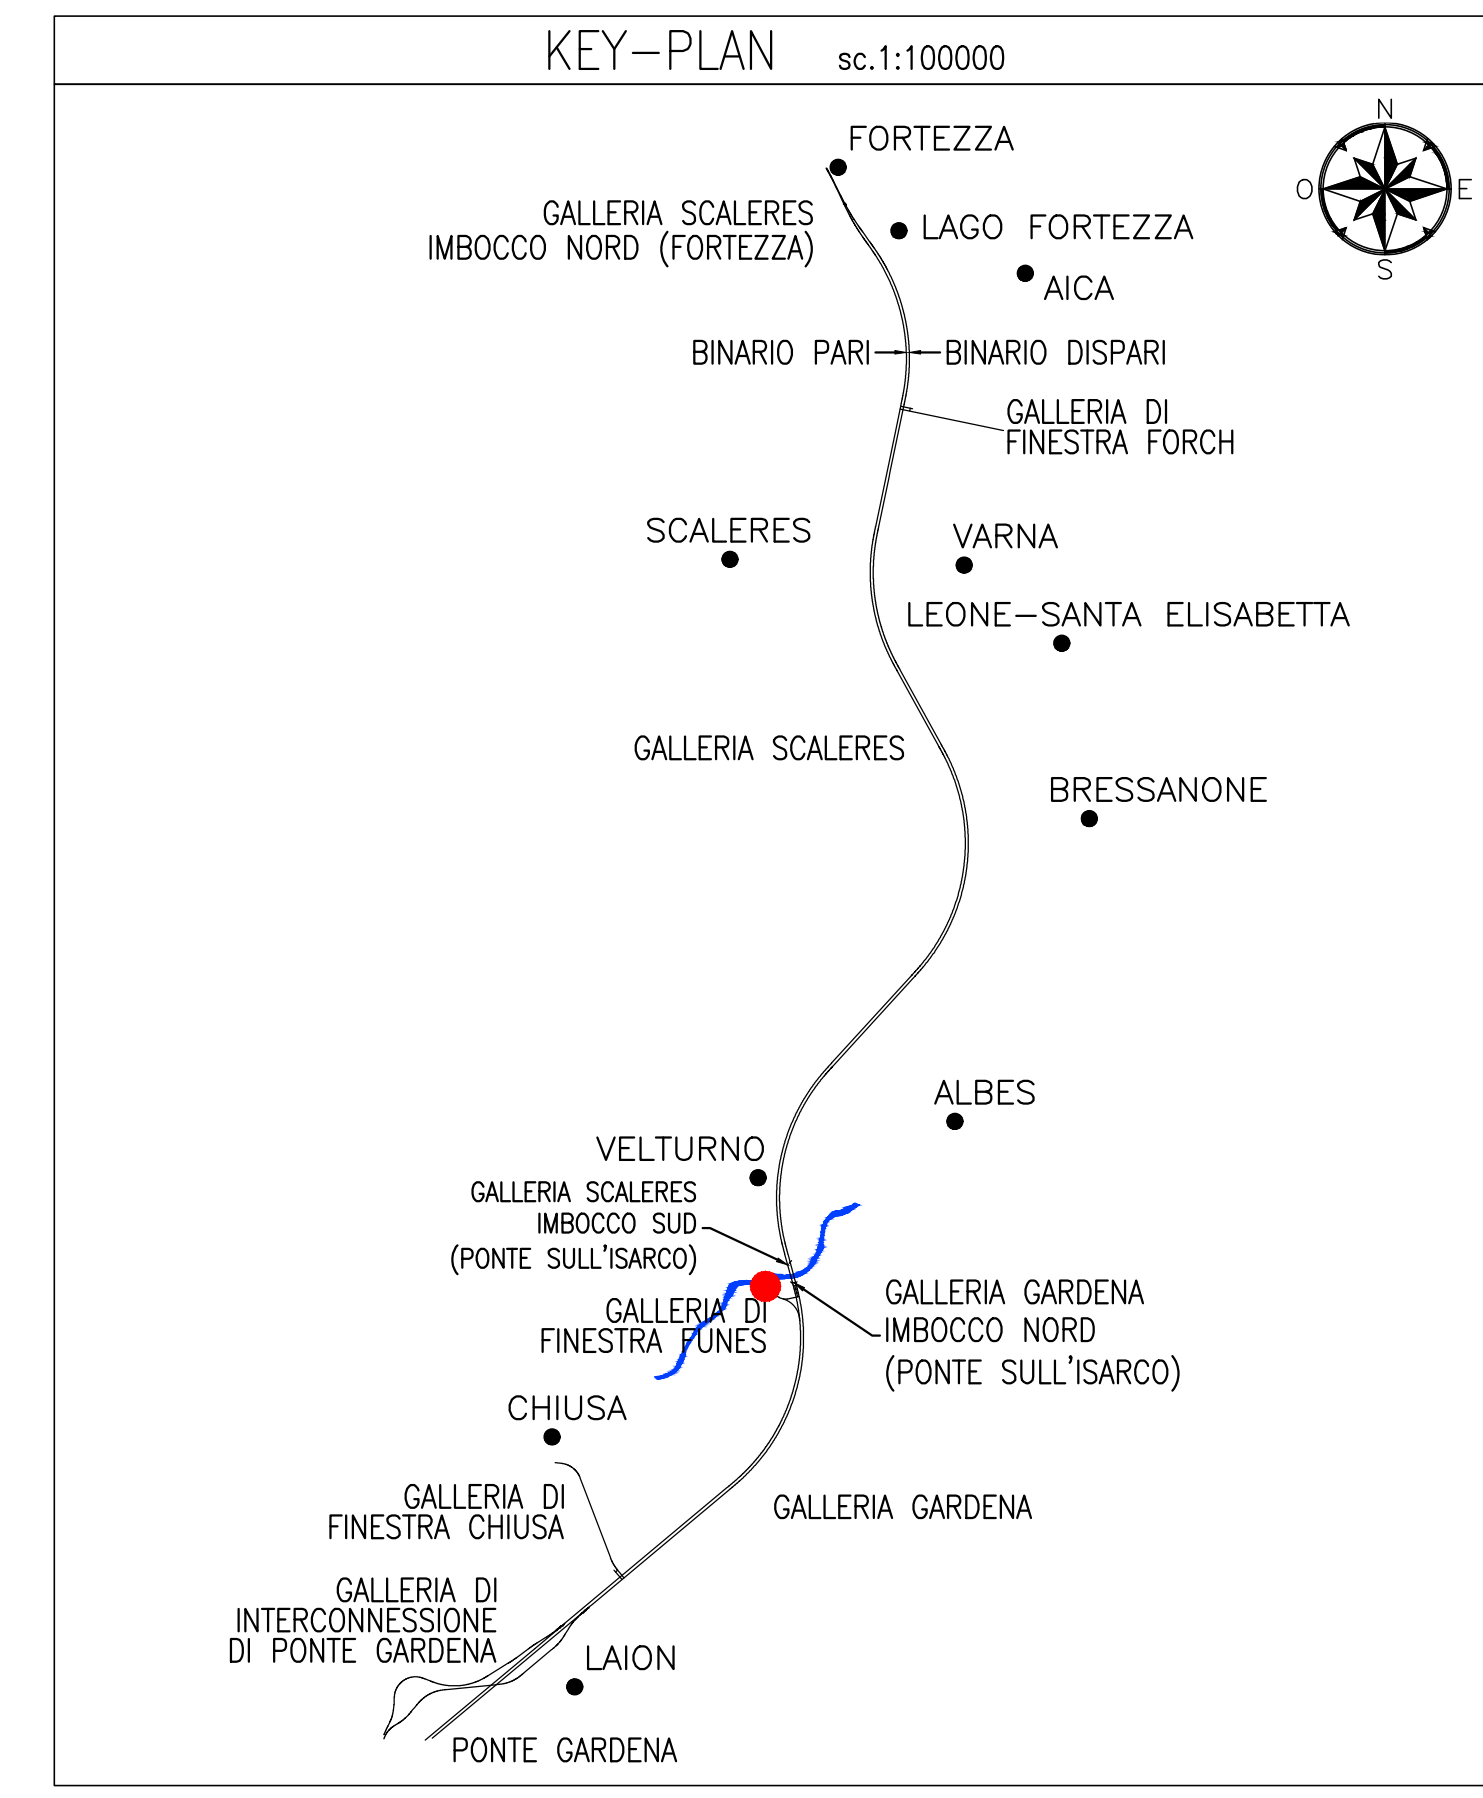 KEY-PLAN sc.1:100000
N
FORTEZZA
O
E
GALLERIA SCALERES
IMBOCCO NORD (FORTEZZA)
LAGO FORTEZZA
S
AICA
BINARIO PARI
BINARIO DISPARI
GALLERIA DI
FINESTRA FORCH
SCALERES
VARNA
LEONE-SANTA ELISABETTA
GALLERIA SCALERES
BRESSANONE
ALBES
VELTURNO
GALLERIA SCALERES
IMBOCCO SUD
(PONTE SULL'ISARCO)
GALLERIA GARDENA
IMBOCCO NORD
(PONTE SULL'ISARCO)
GALLERIA DI
FINESTRA FUNES
CHIUSA
GALLERIA DI
FINESTRA CHIUSA
GALLERIA GARDENA
GALLERIA DI
INTERCONNESSIONE
DI PONTE GARDENA
LAION
PONTE GARDENA